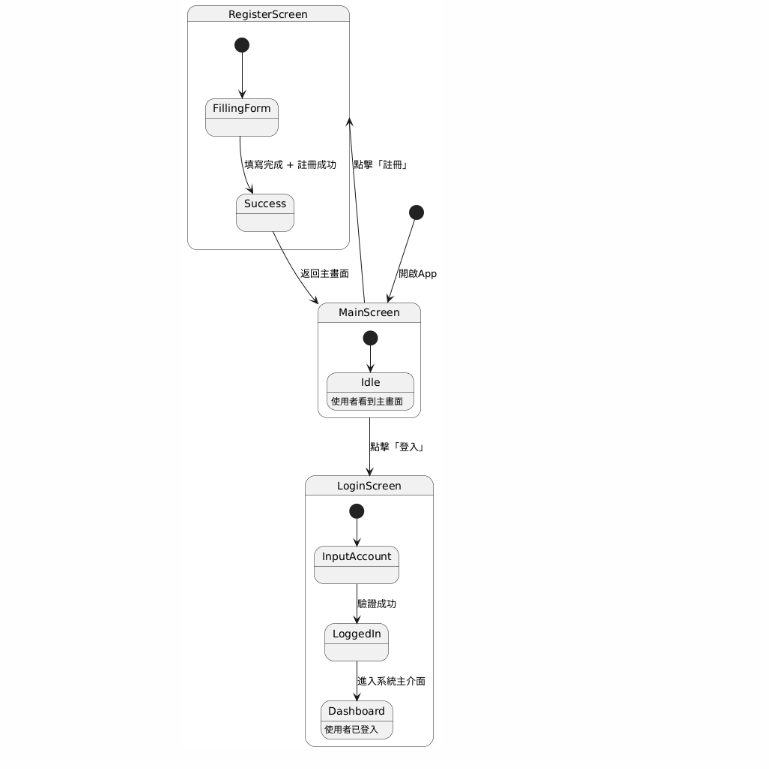 RegisterScreen
FillingForm
填寫完成 + 註冊成功
點擊「註冊」
Success
返回主畫面
開啟App
MainScreen
Idle
使用者看到主畫面
點擊「登入」
LoginScreen
InputAccount
驗證成功
LoggedIn
進入系統主介面
Dashboard
使用者已登入